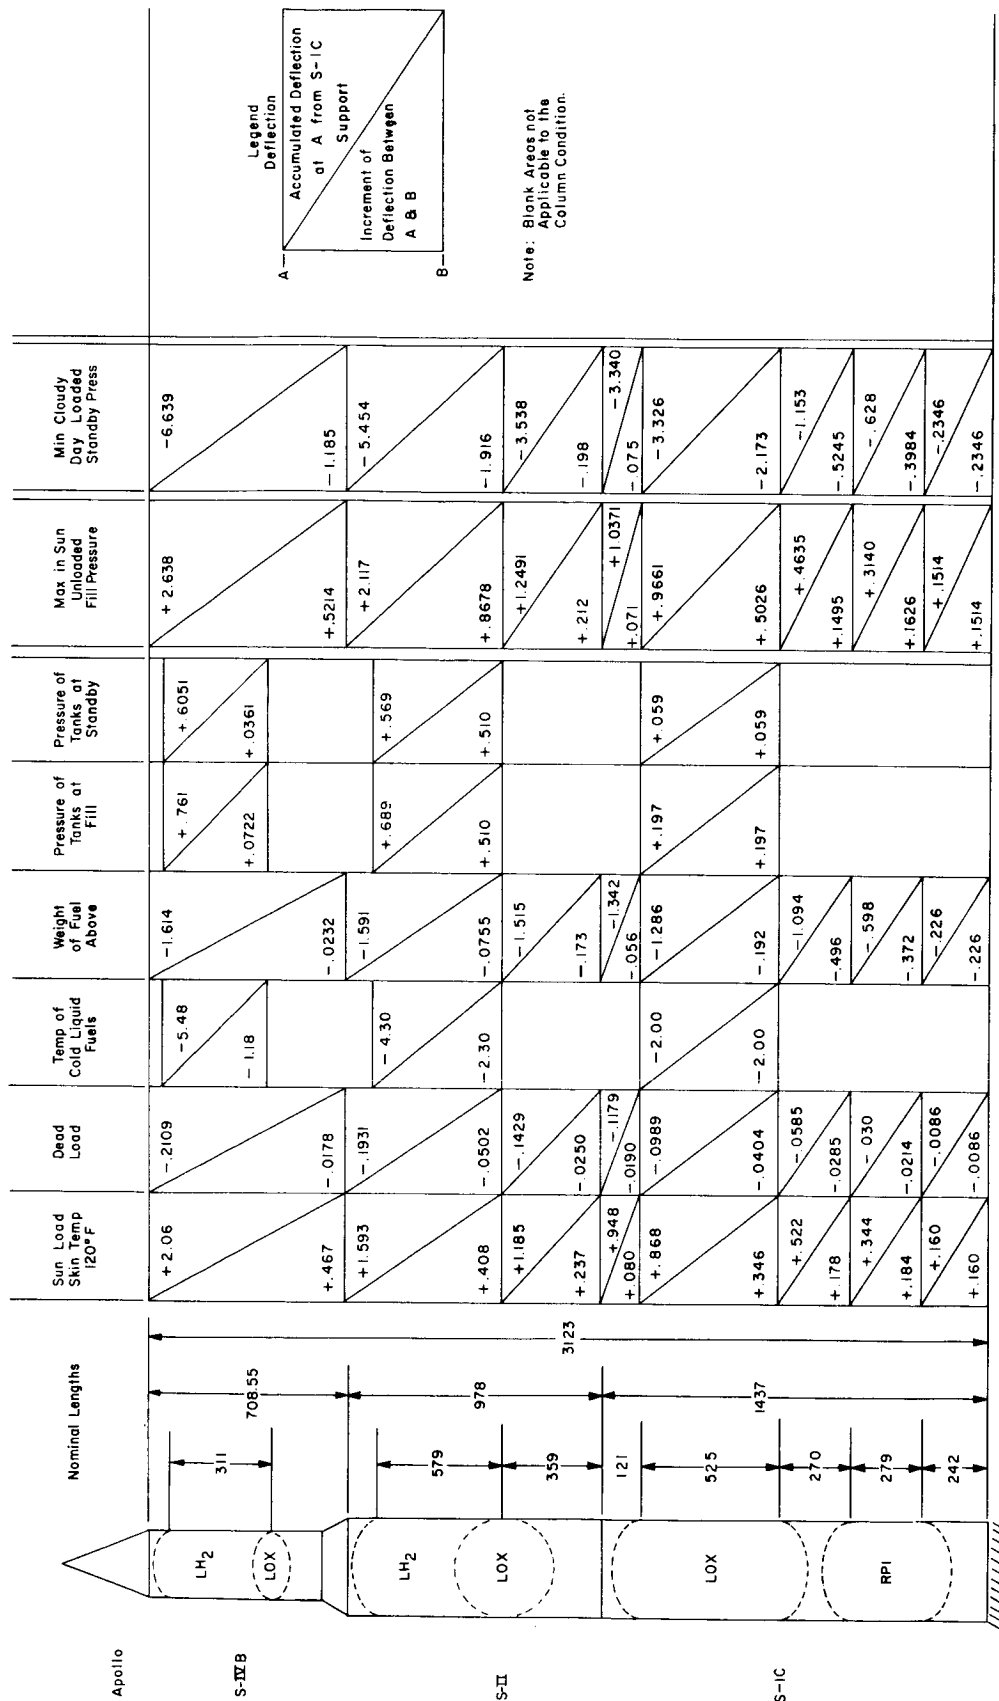 Apollo
S-IVB
S-II
S-IC
LH2
LOX
LH2
LOX
LOX
RPI
Nominal Lengths
311
708.55
579
359
978
121
525
270
279
242
1437
3123
Sun Load
Skin Temp
120°F
+2.06
+.467
+1.593
+.408
+1.185
+.237
+.948
+.080
+.868
+.346
+.522
+.178
+.344
+.184
+.160
+.160
Dead
Load
-.2109
-.0178
-.1931
-.0502
-.1429
-.0250
-.1179
-.0190
-.0989
-.0404
-.0585
-.0285
-.030
-.0214
-.0086
-.0086
Temp of
Cold Liquid
Fuels
-5.48
-1.18
-4.30
-2.30
-2.00
-2.00
Weight
of Fuel
Above
-1.614
-.0232
-1.591
-.0755
-1.515
-.173
-1.342
-.056
-1.286
-.192
-1.094
-.496
-.598
-.372
-.226
-.226
Pressure of
Tanks at
Fill
+.761
+.0722
+.689
+.510
+.197
+.197
Pressure of
Tanks at
Standby
+.6051
+.0361
+.569
+.510
+.059
+.059
Max in Sun
Unloaded
Fill Pressure
+2.638
+.5214
+2.117
+.8678
+1.2491
+.212
+1.0371
+.071
+.9661
+.5026
+.4635
+.1495
+.3140
+.1626
+.1514
+.1514
Min Cloudy
Day Loaded
Standby Press
-6.639
-1.185
-5.454
-1.916
-3.538
-.198
-3.340
-.075
-3.326
-2.173
-1.153
-.5245
-.628
-.3984
-.2346
-.2346
Legend
Deflection
A
Accumulated Deflection
at A from S-IC
Support
Increment of
Deflection Between
A & B
B
Note: Blank Areas not
Applicable to the
Column Condition.